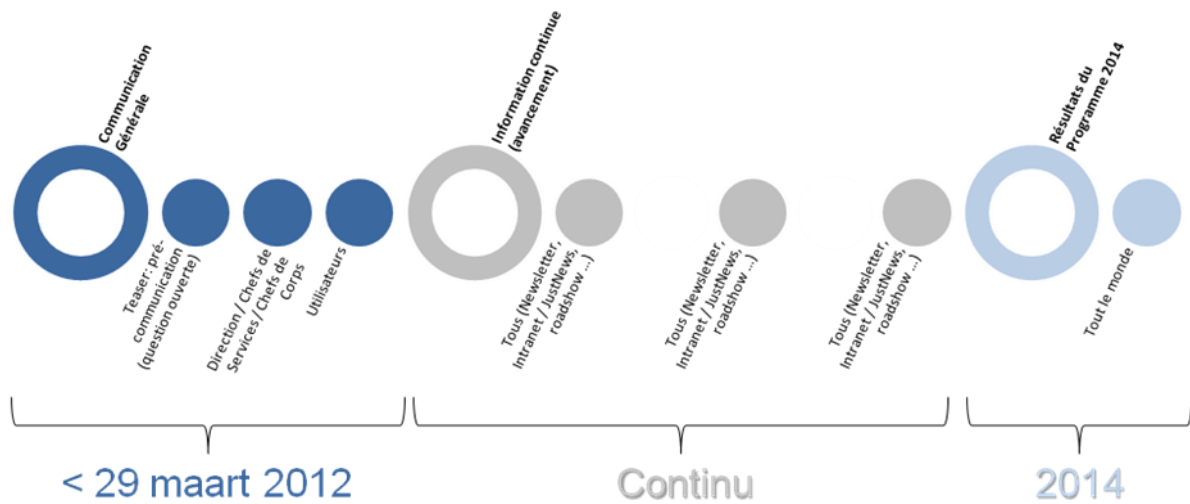 Communication
Générale
Teaser: pré-
communication
(question ouverte)
Direction / Chefs de
Services / Chefs de
Corps
Utilisateurs
Information continue
(avancement)
Tous (Newsletter,
Intranet / JustNews,
roadshow ...)
Tous (Newsletter,
Intranet / JustNews,
roadshow ...)
Tous (Newsletter,
Intranet / JustNews,
roadshow ...)
Résultats du
Programme 2014
Tout le monde
< 29 maart 2012
Continu
2014